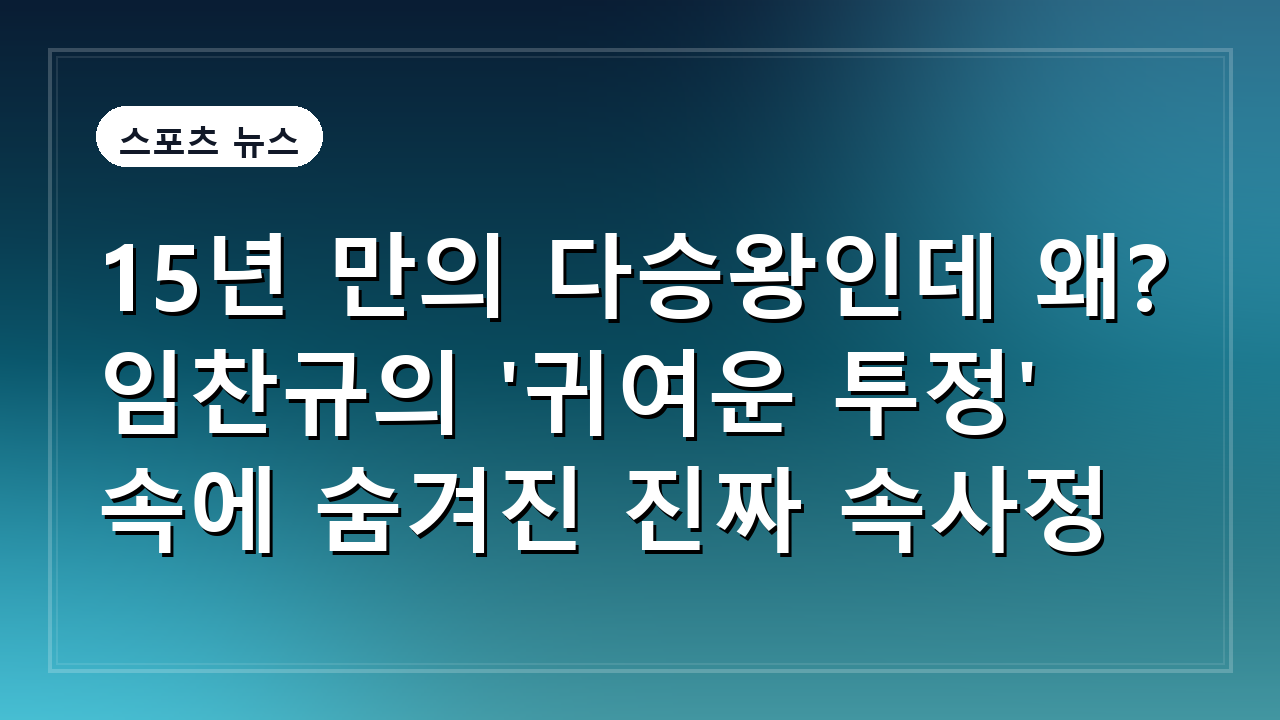 스포츠 뉴스
15년 만의 다승왕인데 왜?
임찬규의 '귀여운 투정'
속에 숨겨진 진짜 속사정